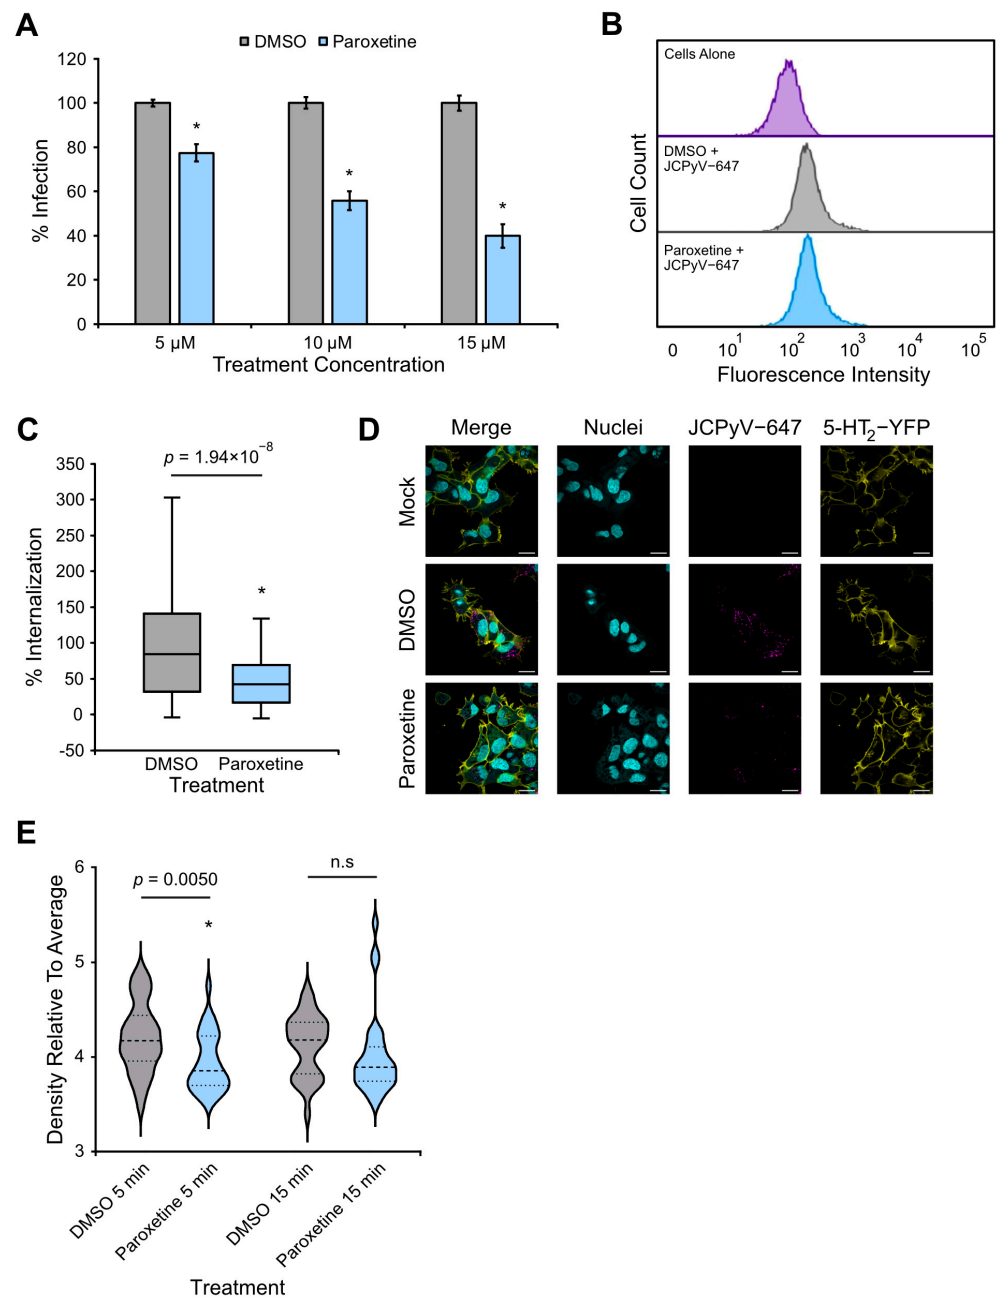 A
DMSO Paroxetine
120
100
80
60
40
20
0
% Infection
*
*
*
5 µM 10 µM 15 µM
Treatment Concentration
B
Cells Alone
DMSO +
JCPyV−647
Paroxetine +
JCPyV−647
Cell Count
0 10^1 10^2 10^3 10^4 10^5
Fluorescence Intensity
C
p = 1.94×10^−8
350
300
250
200
150
100
50
0
-50
% Internalization
*
DMSO Paroxetine
Treatment
D
Merge Nuclei JCPyV−647 5-HT2−YFP
Mock
DMSO
Paroxetine
E
6
5
4
3
Density Relative To Average
p = 0.0050
*
n.s
DMSO 5 min
Paroxetine 5 min
DMSO 15 min
Paroxetine 15 min
Treatment